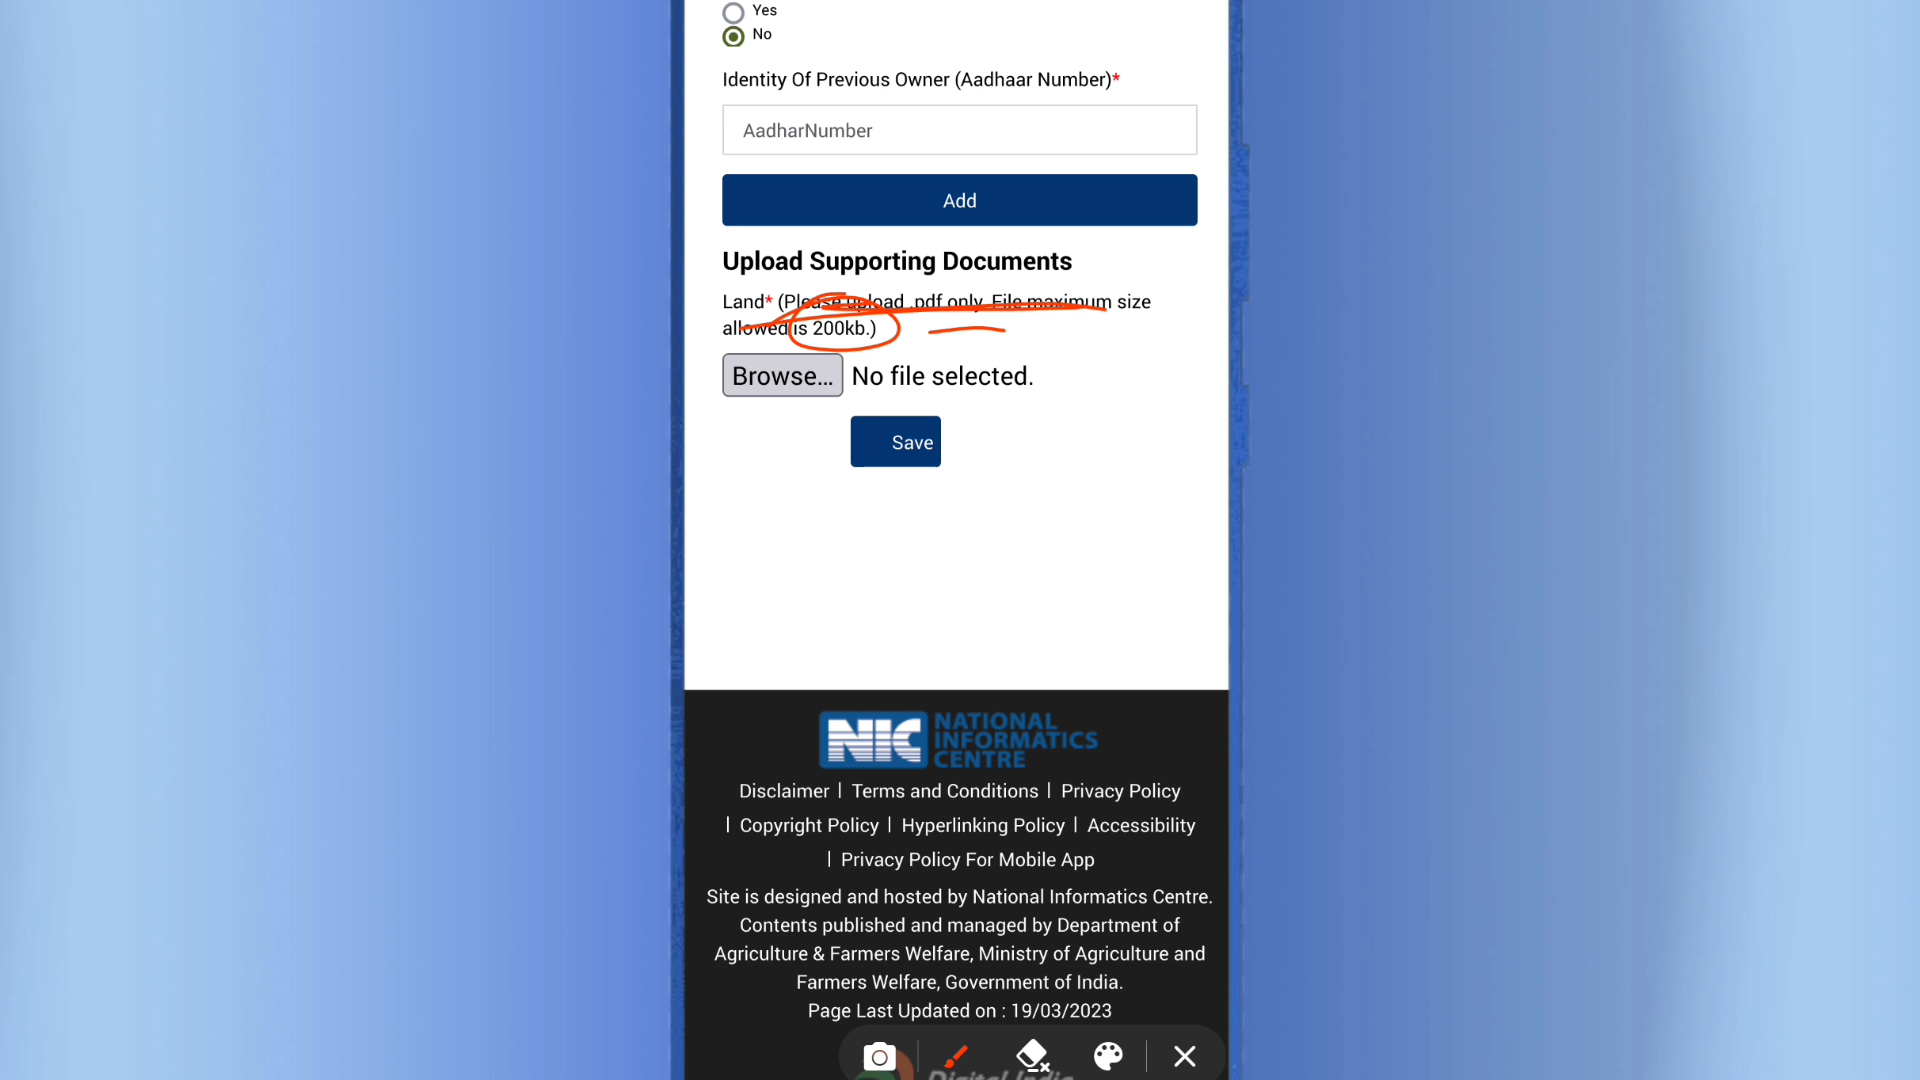 Yes
No
Identity Of Previous Owner (Aadhaar Number)*
AadharNumber
Add
Upload Supporting Documents
Land* (Please upload .pdf only. File maximum size
allowed is 200kb.)
Browse... No file selected.
Save
NIC NATIONAL
INFORMATICS
CENTRE
Disclaimer | Terms and Conditions | Privacy Policy
| Copyright Policy | Hyperlinking Policy | Accessibility
| Privacy Policy For Mobile App
Site is designed and hosted by National Informatics Centre.
Contents published and managed by Department of
Agriculture & Farmers Welfare, Ministry of Agriculture and
Farmers Welfare, Government of India.
Page Last Updated on : 19/03/2023
Digital India